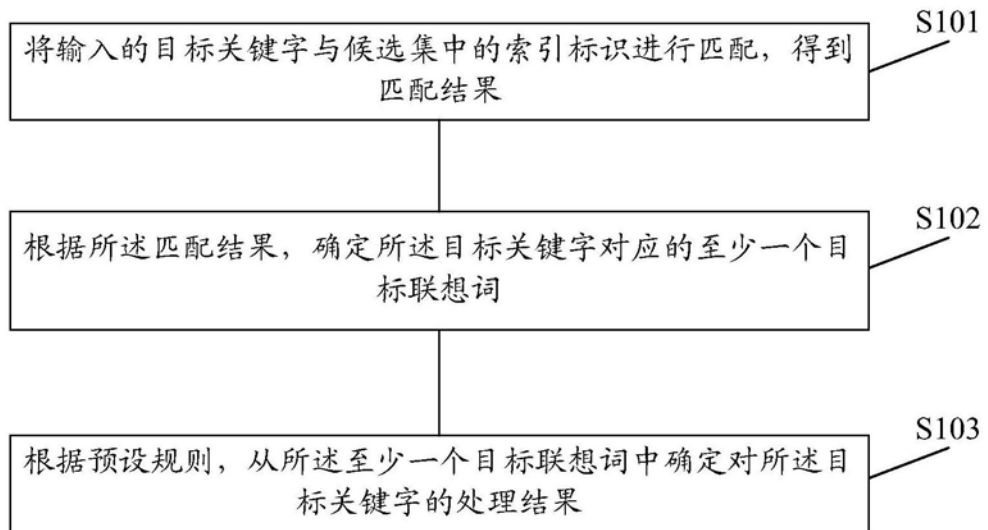 S101
将输入的目标关键字与候选集中的索引标识进行匹配，得到
匹配结果
S102
根据所述匹配结果，确定所述目标关键字对应的至少一个目
标联想词
S103
根据预设规则，从所述至少一个目标联想词中确定对所述目
标关键字的处理结果